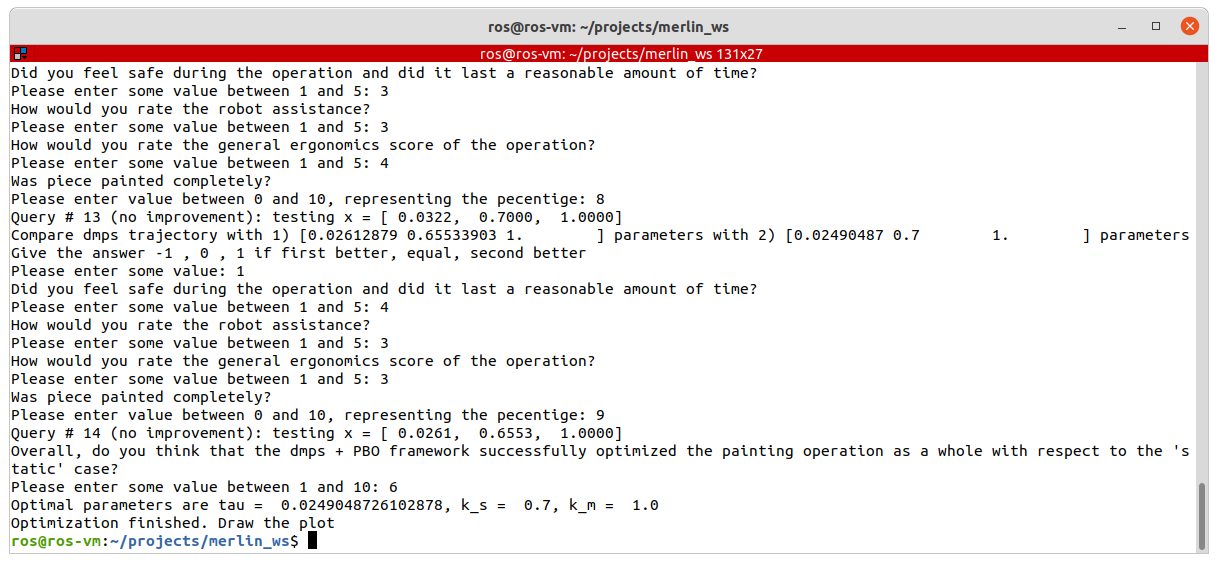 ros@ros-vm: ~/projects/merlin_ws
ros@ros-vm: ~/projects/merlin_ws 131x27
Did you feel safe during the operation and did it last a reasonable amount of time?
Please enter some value between 1 and 5: 3
How would you rate the robot assistance?
Please enter some value between 1 and 5: 3
How would you rate the general ergonomics score of the operation?
Please enter some value between 1 and 5: 4
Was piece painted completely?
Please enter value between 0 and 10, representing the pecentige: 8
Query # 13 (no improvement): testing x = [ 0.0322,  0.7000,  1.0000]
Compare dmps trajectory with 1) [0.02612879 0.65533903 1.        ] parameters with 2) [0.02490487 0.7        1.        ] parameters
Give the answer -1 , 0 , 1 if first better, equal, second better
Please enter some value: 1
Did you feel safe during the operation and did it last a reasonable amount of time?
Please enter some value between 1 and 5: 4
How would you rate the robot assistance?
Please enter some value between 1 and 5: 3
How would you rate the general ergonomics score of the operation?
Please enter some value between 1 and 5: 3
Was piece painted completely?
Please enter value between 0 and 10, representing the pecentige: 9
Query # 14 (no improvement): testing x = [ 0.0261,  0.6553,  1.0000]
Overall, do you think that the dmps + PBO framework successfully optimized the painting operation as a whole with respect to the 's
tatic' case?
Please enter some value between 1 and 10: 6
Optimal parameters are tau =  0.0249048726102878, k_s =  0.7, k_m =  1.0
Optimization finished. Draw the plot
ros@ros-vm:~/projects/merlin_ws$